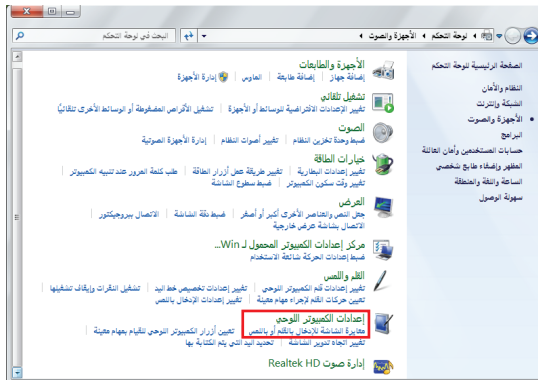 لوحة التحكم ◂ الأجهزة والصوت ◂
البحث في لوحة التحكم
الصفحة الرئيسية للوحة التحكم
النظام والأمان
الشبكة وإنترنت
الأجهزة والصوت
البرامج
حسابات المستخدمين وأمان العائلة
المظهر وإضفاء طابع شخصي
الساعة واللغة والمنطقة
سهولة الوصول
الأجهزة والطابعات
إضافة جهاز | إضافة طابعة | الماوس | إدارة الأجهزة
تشغيل تلقائي
تغيير الإعدادات الافتراضية للوسائط أو الأجهزة | تشغيل الأقراص المضغوطة أو الوسائط الأخرى تلقائيًا
الصوت
ضبط وحدة تخزين النظام | تغيير أصوات النظام | إدارة الأجهزة الصوتية
خيارات الطاقة
تغيير إعدادات البطارية | تغيير طريقة عمل أزرار الطاقة | طلب كلمة المرور عند تنبيه الكمبيوتر
تغيير وقت سكون الكمبيوتر | ضبط سطوع الشاشة
العرض
جعل النص والعناصر الأخرى أكبر أو أصغر | ضبط دقة الشاشة | الاتصال ببروجيكتور
الاتصال بشاشة عرض خارجية
مركز إعدادات الكمبيوتر المحمول لـ Win...
ضبط إعدادات الحركة شائعة الاستخدام
القلم واللمس
تغيير إعدادات قلم الكمبيوتر اللوحي | تغيير إعدادات تخصيص خط اليد | تشغيل النقرات وإيقاف تشغيلها
تعيين حركات القلم لإجراء مهام معينة | تغيير إعدادات الإدخال باللمس
إعدادات الكمبيوتر اللوحي
معايرة الشاشة للإدخال بالقلم أو باللمس | تعيين أزرار الكمبيوتر اللوحي للقيام بمهام معينة
تغيير اتجاه تدوير الشاشة | تحديد اليد التي يتم الكتابة بها
إدارة صوت Realtek HD